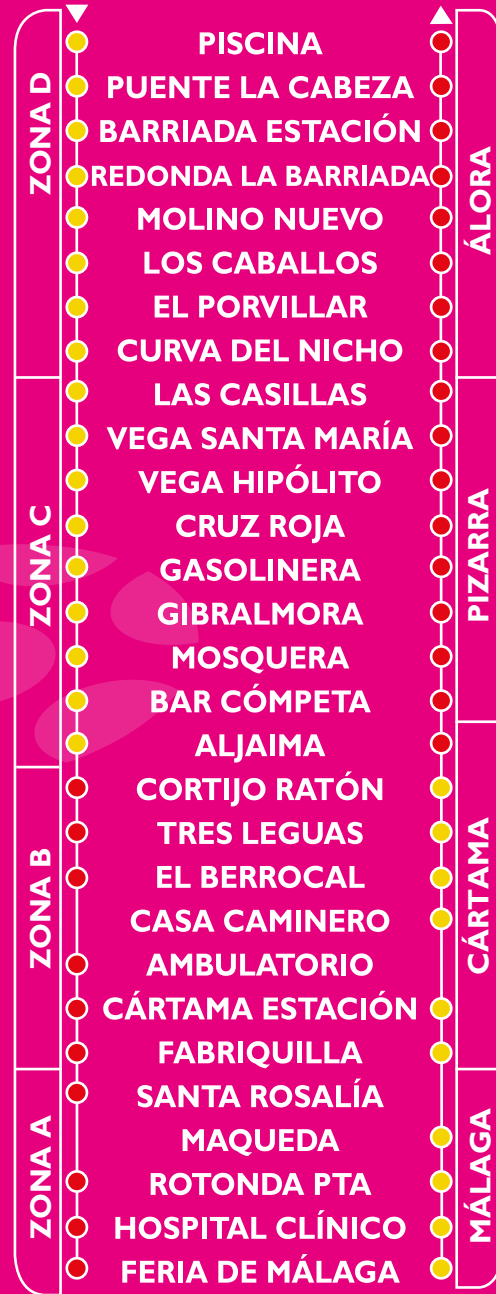 PISCINA
PUENTE LA CABEZA
BARRIADA ESTACIÓN
REDONDA LA BARRIADA
MOLINO NUEVO
LOS CABALLOS
EL PORVILLAR
CURVA DEL NICHO
LAS CASILLAS
VEGA SANTA MARÍA
VEGA HIPÓLITO
CRUZ ROJA
GASOLINERA
GIBRALMORA
MOSQUERA
BAR CÓMPETA
ALJAIMA
CORTIJO RATÓN
TRES LEGUAS
EL BERROCAL
CASA CAMINERO
AMBULATORIO
CÁRTAMA ESTACIÓN
FABRIQUILLA
SANTA ROSALÍA
MAQUEDA
ROTONDA PTA
HOSPITAL CLÍNICO
FERIA DE MÁLAGA
ZONA D
ZONA C
ZONA B
ZONA A
ÁLORA
PIZARRA
CÁRTAMA
MÁLAGA